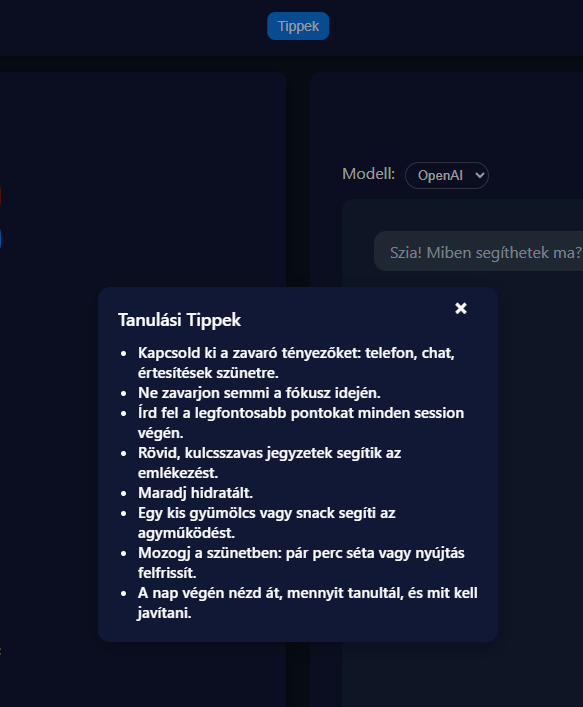 Tippek
Modell:
OpenAI
Szia! Miben segíthetek ma?
Tanulási Tippek
×
• Kapcsold ki a zavaró tényezőket: telefon, chat,
értesítések szünetre.
• Ne zavarjon semmi a fókusz idején.
• Írd fel a legfontosabb pontokat minden session
végén.
• Rövid, kulcsszavas jegyzetek segítik az
emlékezést.
• Maradj hidratált.
• Egy kis gyümölcs vagy snack segíti az
agyműködést.
• Mozogj a szünetben: pár perc séta vagy nyújtás
felfrissít.
• A nap végén nézd át, mennyit tanultál, és mit kell
javítani.